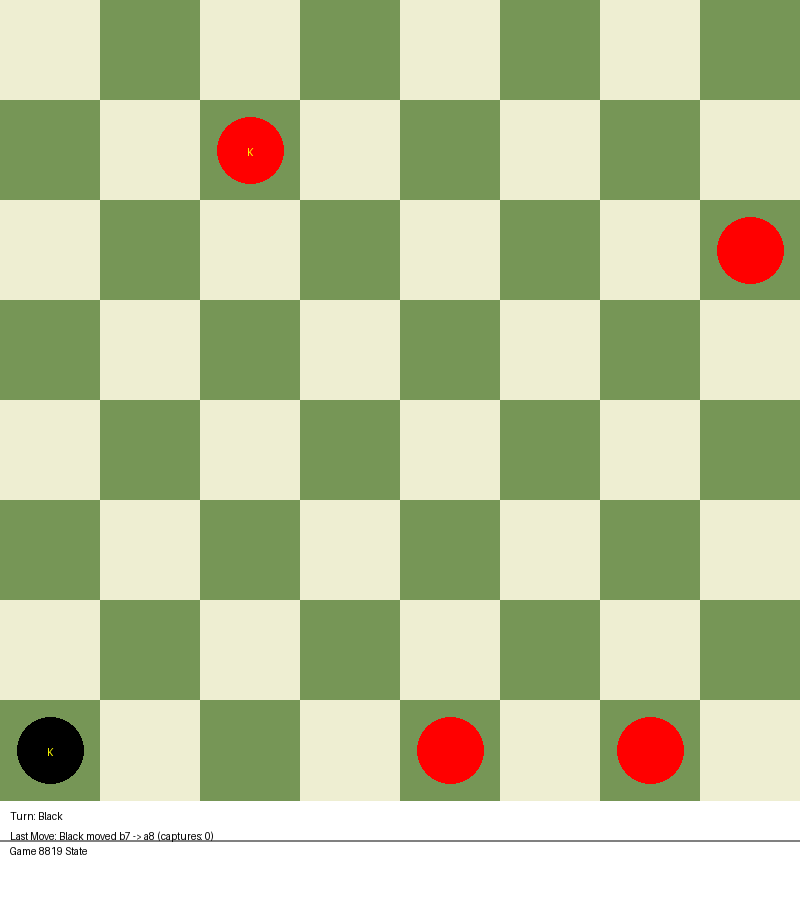 K
K
Turn: Black
Last Move: Black moved b7 -> a8 (captures: 0)
Game 8819 State